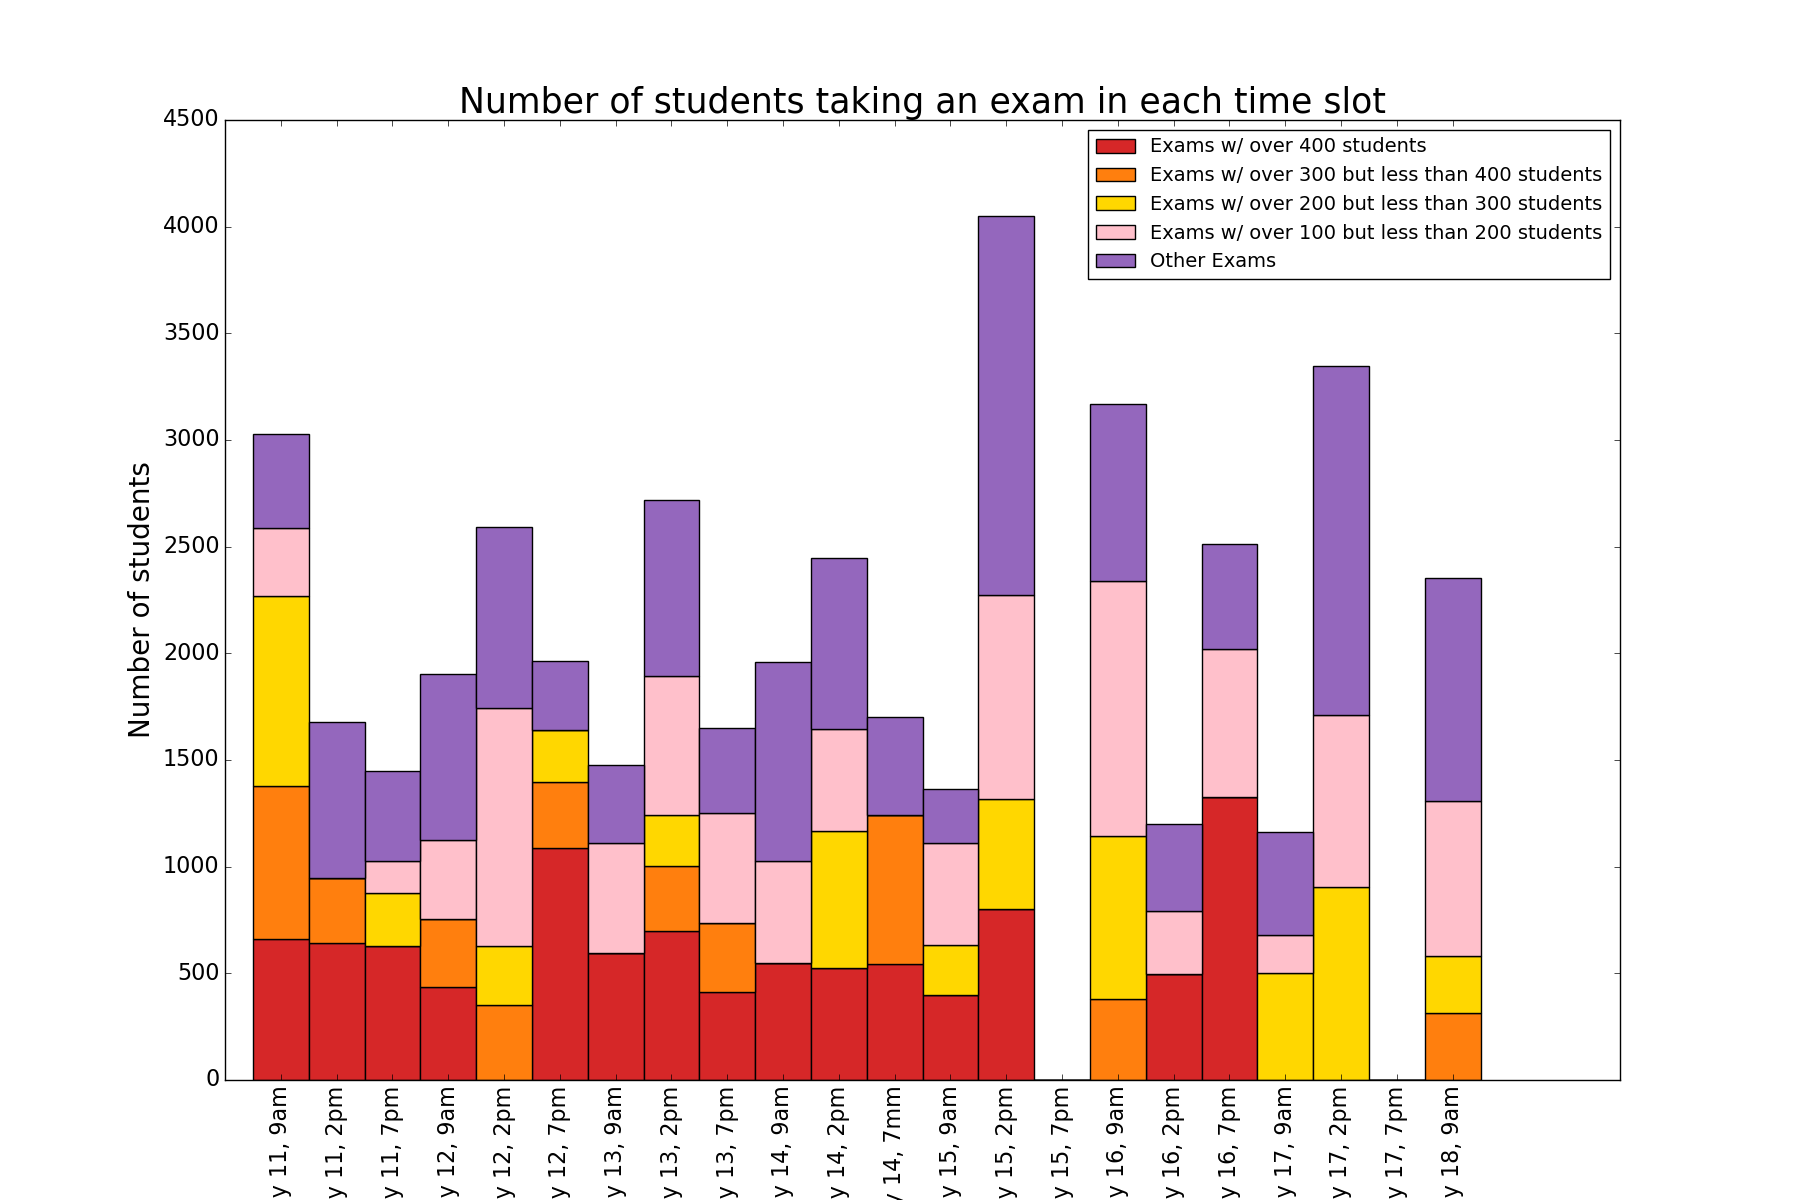 Number of students taking an exam in each time slot
4500
4000
3500
3000
2500
2000
1500
1000
500
0
Number of students
Exams w/ over 400 students
Exams w/ over 300 but less than 400 students
Exams w/ over 200 but less than 300 students
Exams w/ over 100 but less than 200 students
Other Exams
y 11, 9am
y 11, 2pm
y 11, 7pm
y 12, 9am
y 12, 2pm
y 12, 7pm
y 13, 9am
y 13, 2pm
y 13, 7pm
y 14, 9am
y 14, 2pm
y 14, 7mm
y 15, 9am
y 15, 2pm
y 15, 7pm
y 16, 9am
y 16, 2pm
y 16, 7pm
y 17, 9am
y 17, 2pm
y 17, 7pm
y 18, 9am